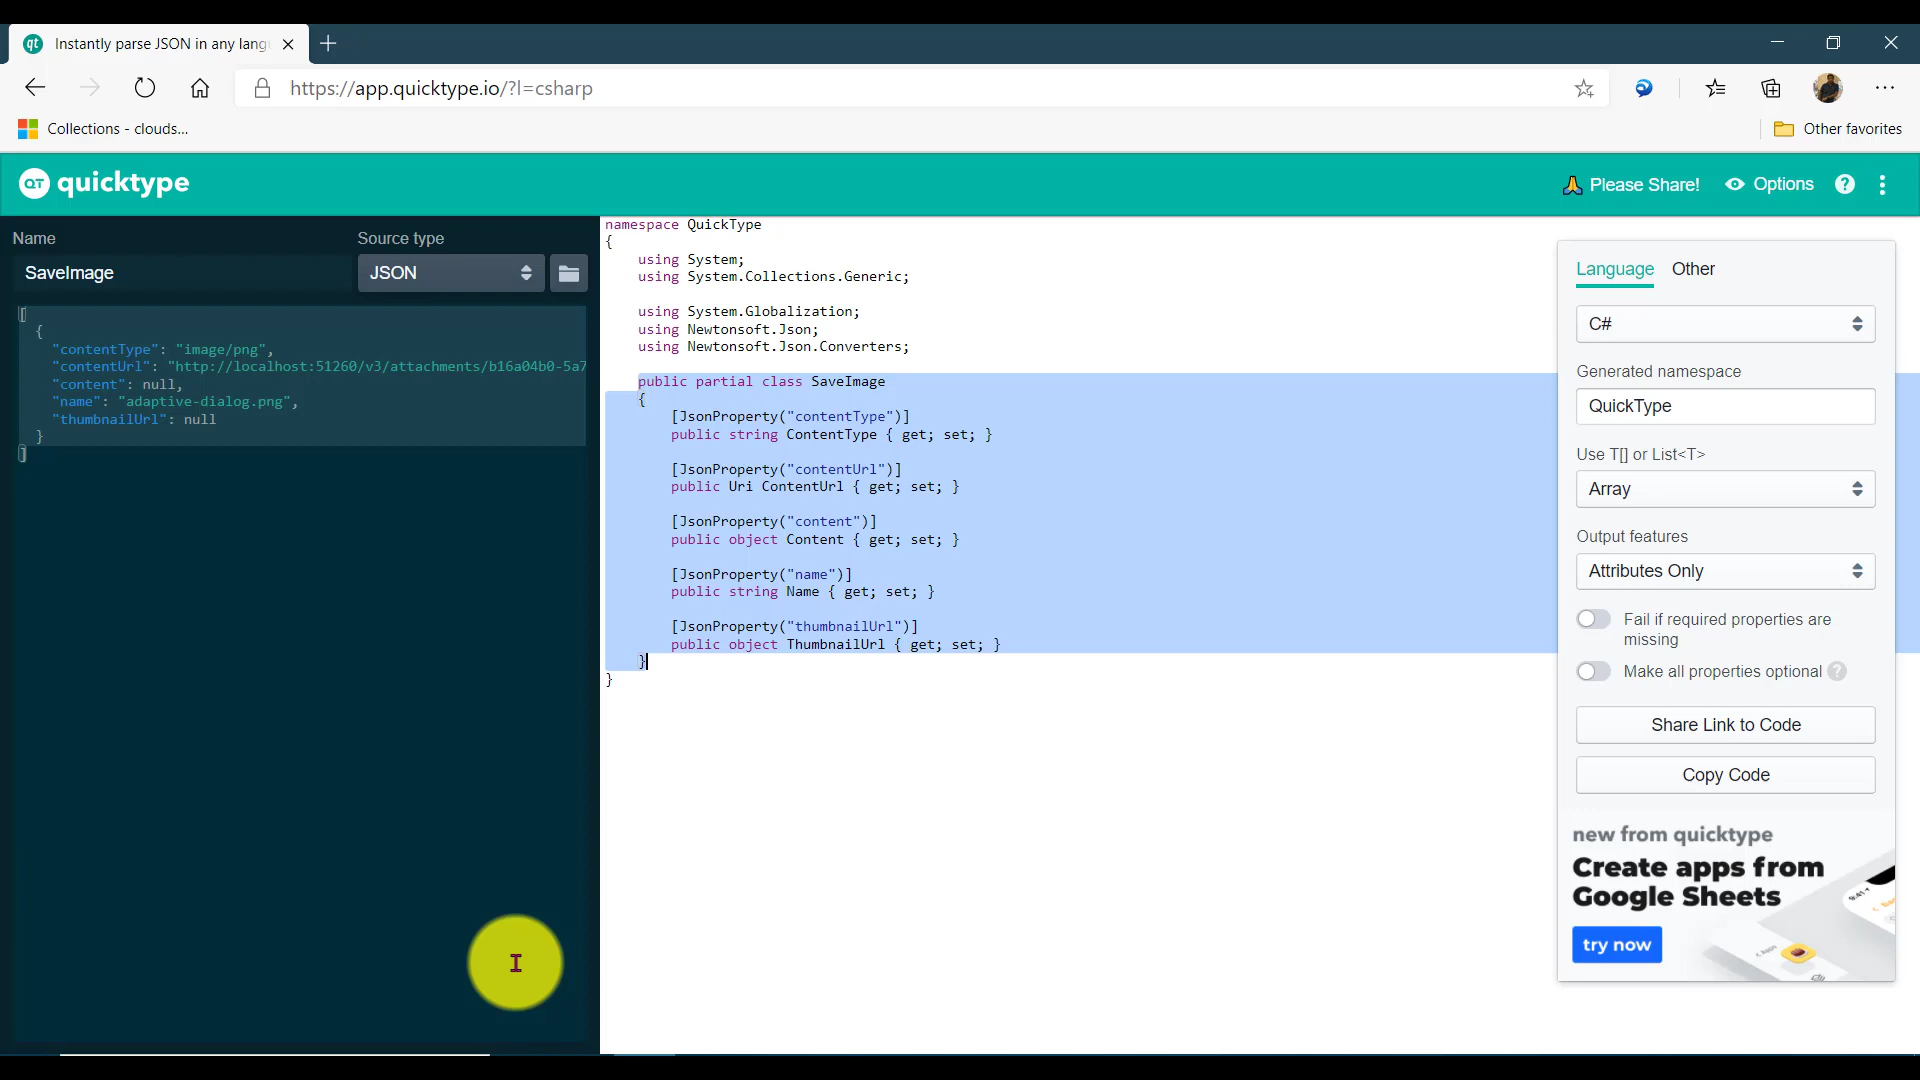 Instantly parse JSON in any lang
https://app.quicktype.io/?l=csharp
Collections - clouds...
Other favorites
QT quicktype
Please Share!
Options
Name
Source type
SaveImage
JSON
[
{
"contentType": "image/png",
"contentUrl": "http://localhost:51260/v3/attachments/b16a04b0-5a7
"content": null,
"name": "adaptive-dialog.png",
"thumbnailUrl": null
}
]
namespace QuickType
{
using System;
using System.Collections.Generic;
using System.Globalization;
using Newtonsoft.Json;
using Newtonsoft.Json.Converters;
public partial class SaveImage
{
[JsonProperty("contentType")]
public string ContentType { get; set; }
[JsonProperty("contentUrl")]
public Uri ContentUrl { get; set; }
[JsonProperty("content")]
public object Content { get; set; }
[JsonProperty("name")]
public string Name { get; set; }
[JsonProperty("thumbnailUrl")]
public object ThumbnailUrl { get; set; }
}
}
Language
Other
C#
Generated namespace
QuickType
Use T[] or List<T>
Array
Output features
Attributes Only
Fail if required properties are
missing
Make all properties optional
Share Link to Code
Copy Code
new from quicktype
Create apps from
Google Sheets
try now